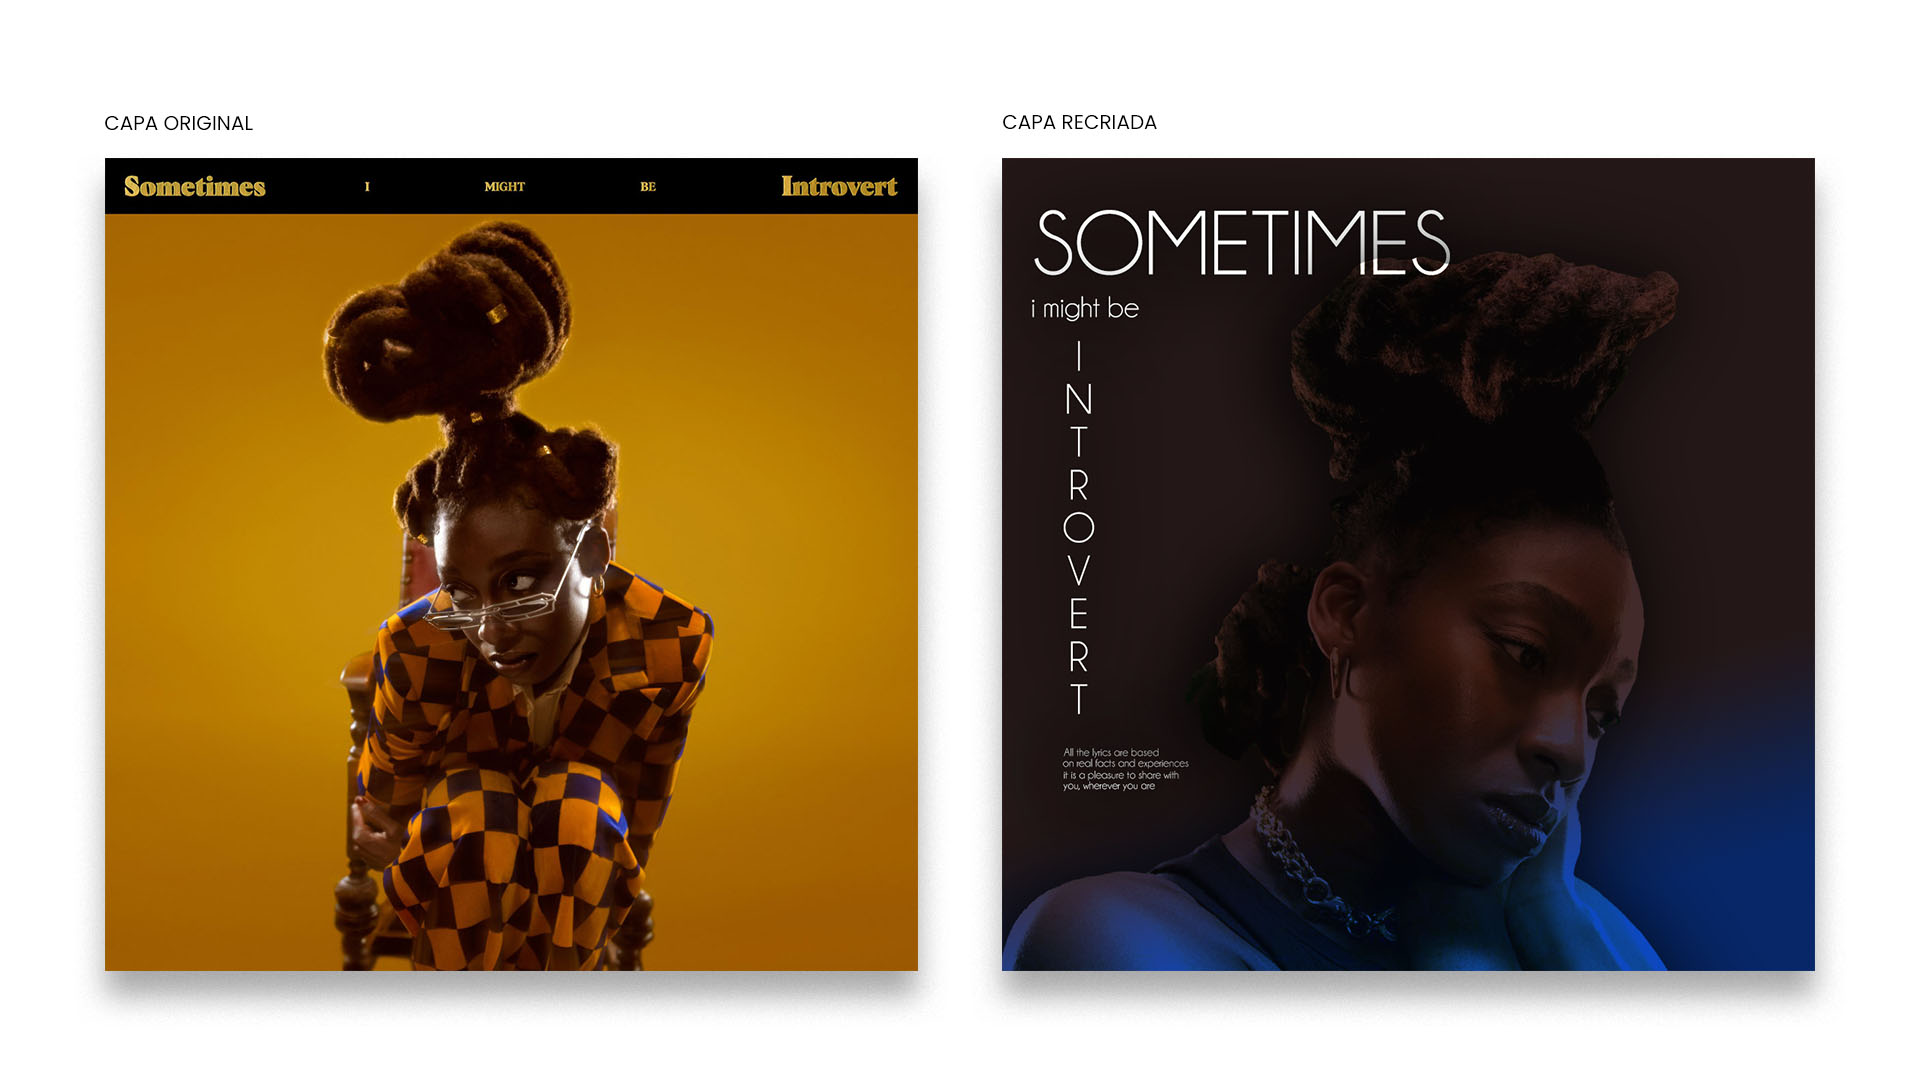 CAPA ORIGINAL
Sometimes I MIGHT BE Introvert
CAPA RECRIADA
SOMETIMES
i might be
INTROVERT
All the lyrics are based
on real facts and experiences
it is a pleasure to share with
you, wherever you are